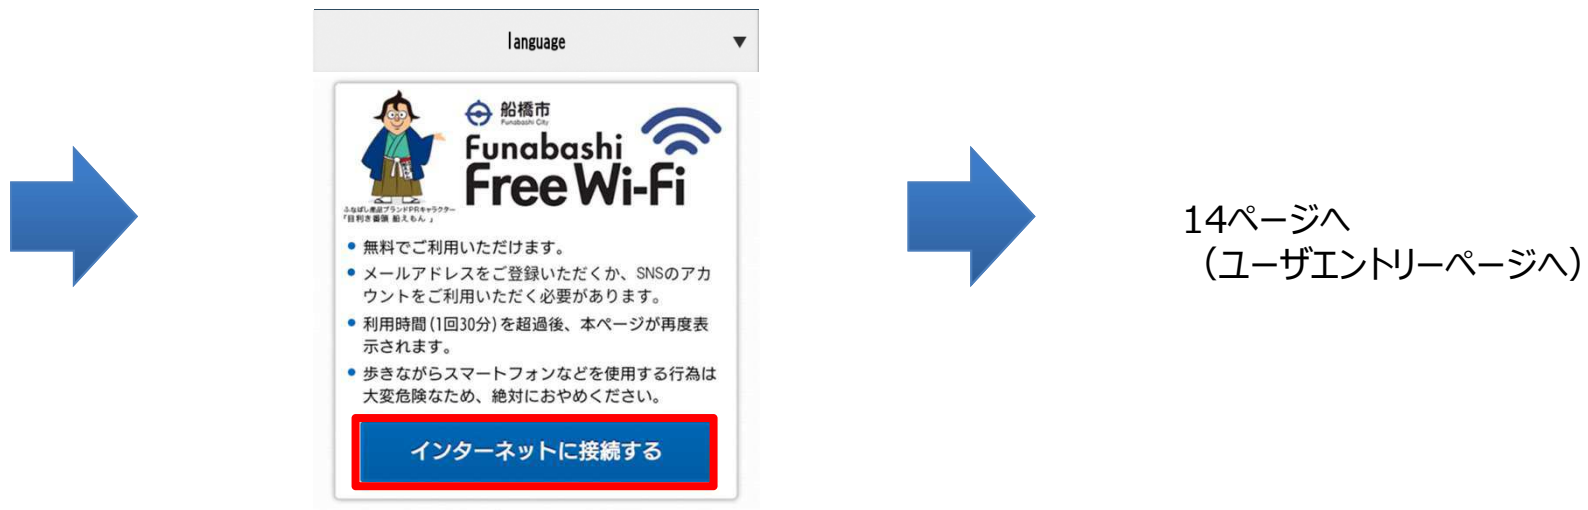 language ▼
船橋市
Funabashi City
Funabashi
Free Wi-Fi
ふなばし産品ブランドPRキャラクター
「目利き番頭 船えもん 」
• 無料でご利用いただけます。
• メールアドレスをご登録いただくか、SNSのアカ
ウントをご利用いただく必要があります。
• 利用時間(1回30分)を超過後、本ページが再度表
示されます。
• 歩きながらスマートフォンなどを使用する行為は
大変危険なため、絶対におやめください。
インターネットに接続する
14ページへ
（ユーザエントリーページへ）